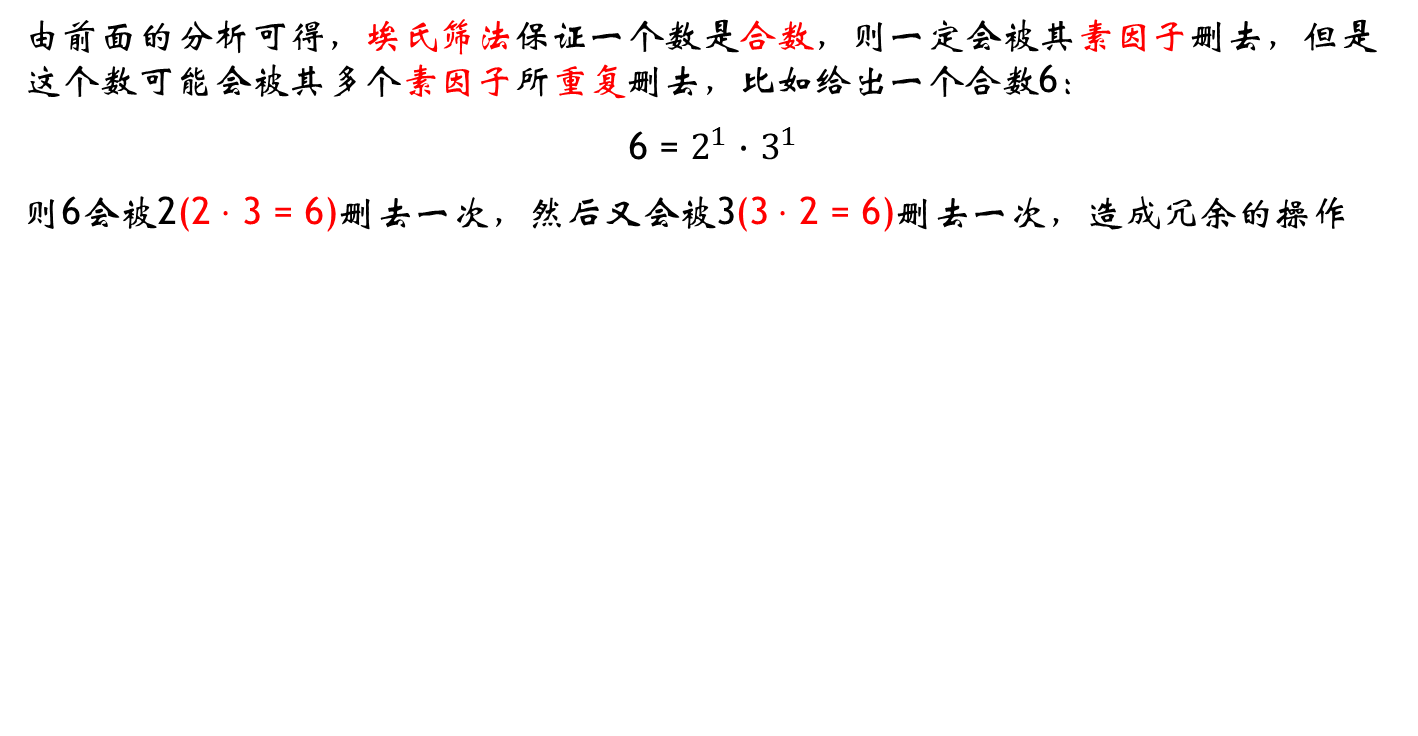 由前面的分析可得，埃氏筛法保证一个数是合数，则一定会被其素因子删去，但是
这个数可能会被其多个素因子所重复删去，比如给出一个合数6：
6 = 2¹ · 3¹
则6会被2(2 · 3 = 6)删去一次，然后又会被3(3 · 2 = 6)删去一次，造成冗余的操作